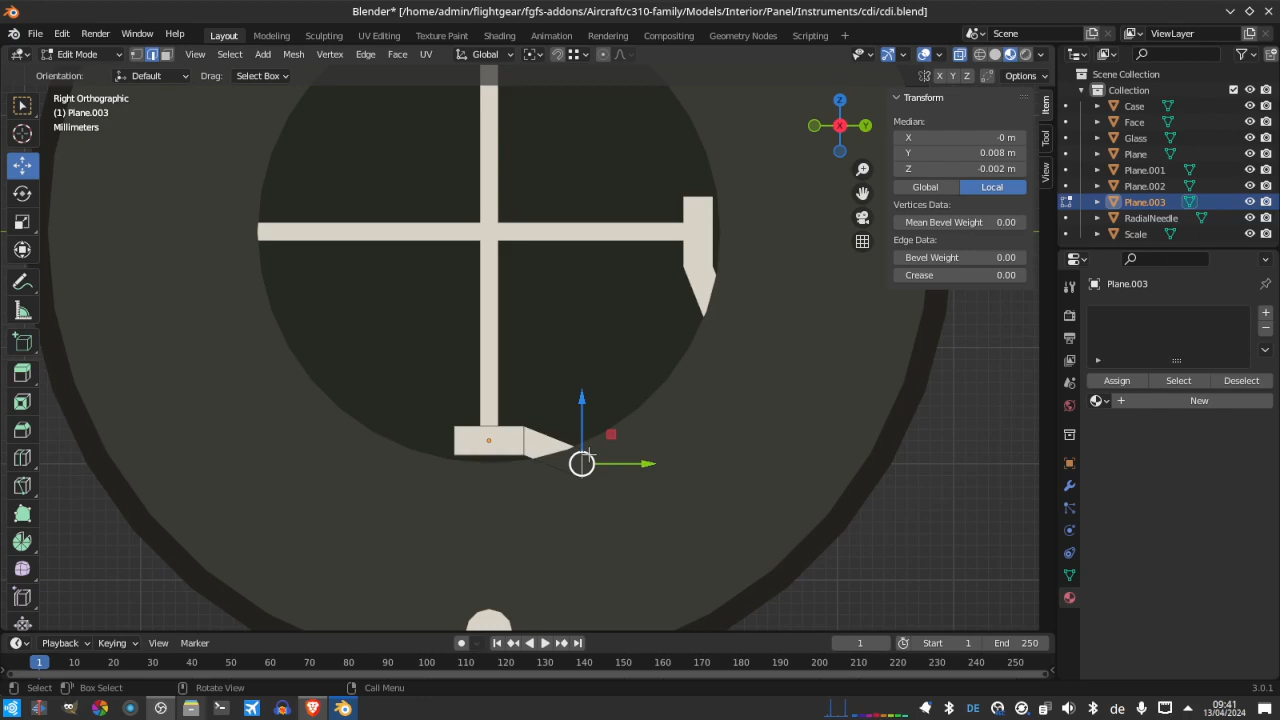 Blender* [/home/admin/flightgear/fgfs-addons/Aircraft/c310-family/Models/Interior/Panel/Instruments/cdi/cdi.blend]
File Edit Render Window Help Layout Modeling Sculpting UV Editing Texture Paint Shading Animation Rendering Compositing Geometry Nodes Scripting + Scene ViewLayer
Edit Mode View Select Add Mesh Vertex Edge Face UV Global
Orientation: Default Drag: Select Box X Y Z Options
Right Orthographic
(1) Plane.003
Millimeters
Z
X Y
Transform
Median:
X -0 m
Y 0.008 m
Z -0.002 m
Global Local
Vertices Data:
Mean Bevel Weight 0.00
Edge Data:
Bevel Weight 0.00
Crease 0.00
Item
Tool
View
Scene Collection
Collection
Case
Face
Glass
Plane
Plane.001
Plane.002
Plane.003
RadialNeedle
Scale
Plane.003
Assign Select Deselect
New
Playback Keying View Marker 1 Start 1 End 250
1 10 20 30 40 50 60 70 80 90 100 110 120 130 140 150 160 170 180 190 200 210 220 230 240 250
Select Box Select Rotate View Call Menu 3.0.1
DE de 09:41
13/04/2024